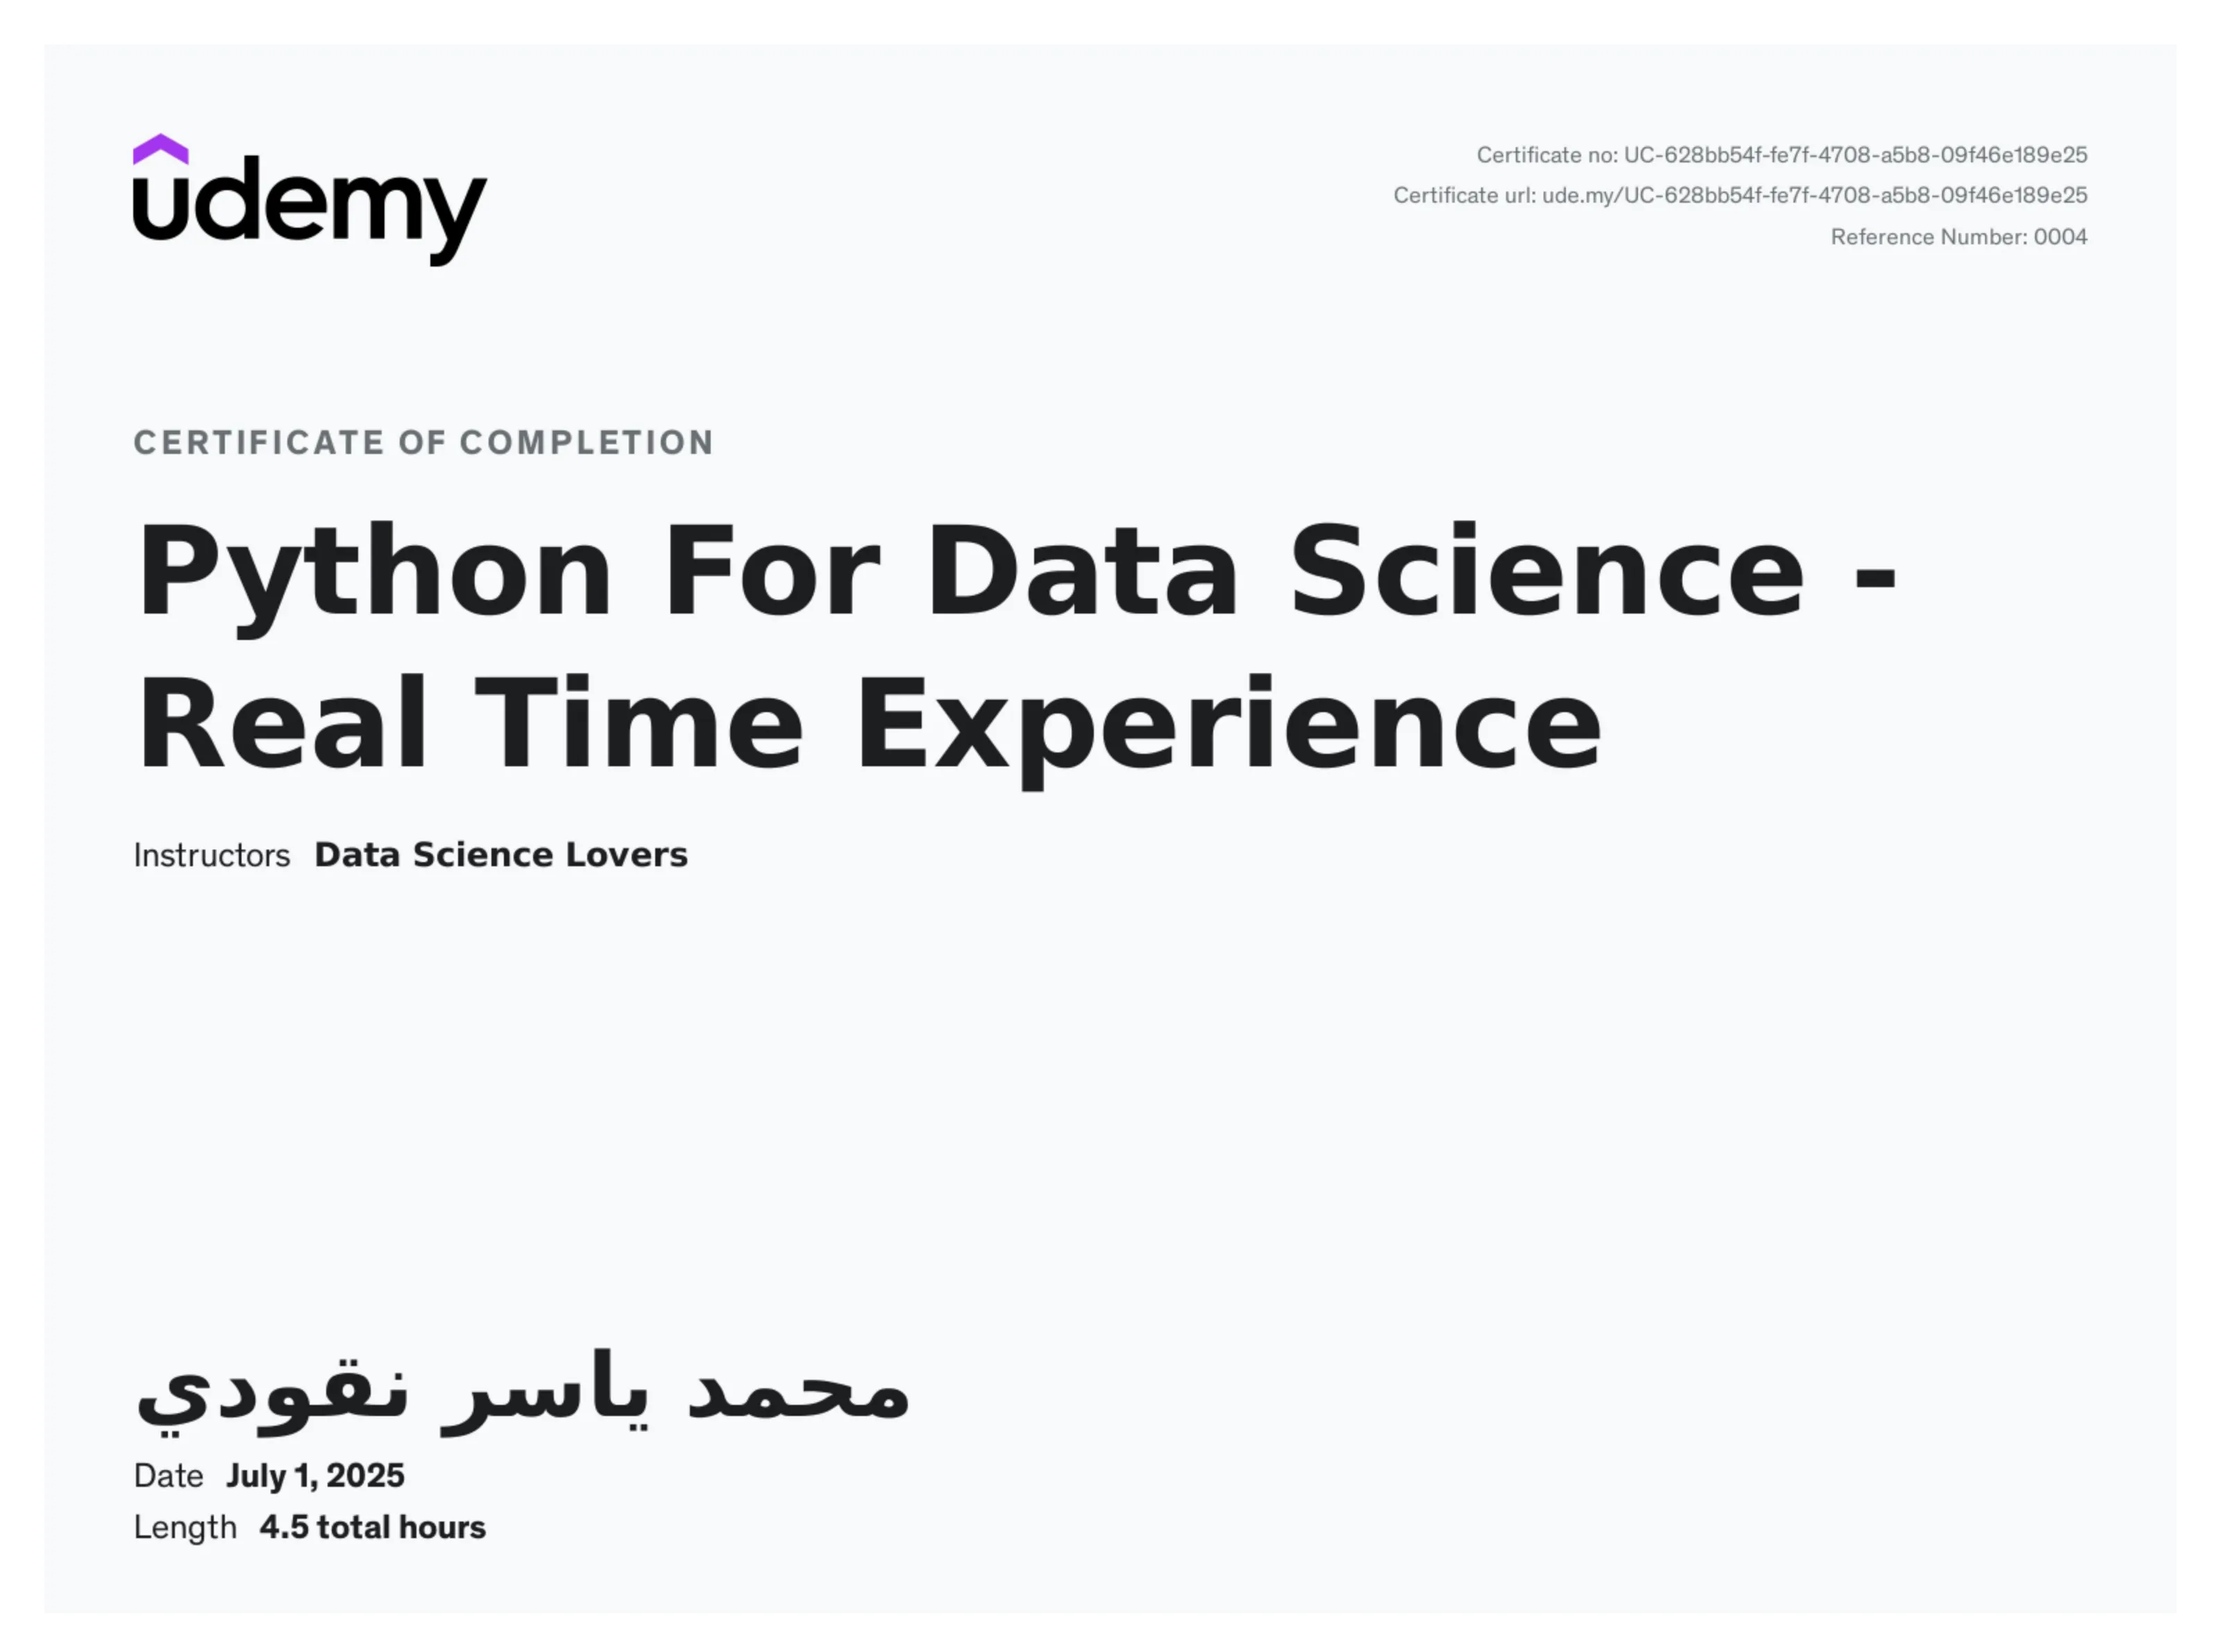 udemy
Certificate no: UC-628bb54f-fe7f-4708-a5b8-09f46e189e25
Certificate url: ude.my/UC-628bb54f-fe7f-4708-a5b8-09f46e189e25
Reference Number: 0004
CERTIFICATE OF COMPLETION
Python For Data Science -
Real Time Experience
Instructors Data Science Lovers
محمد ياسر نقودي
Date July 1, 2025
Length 4.5 total hours